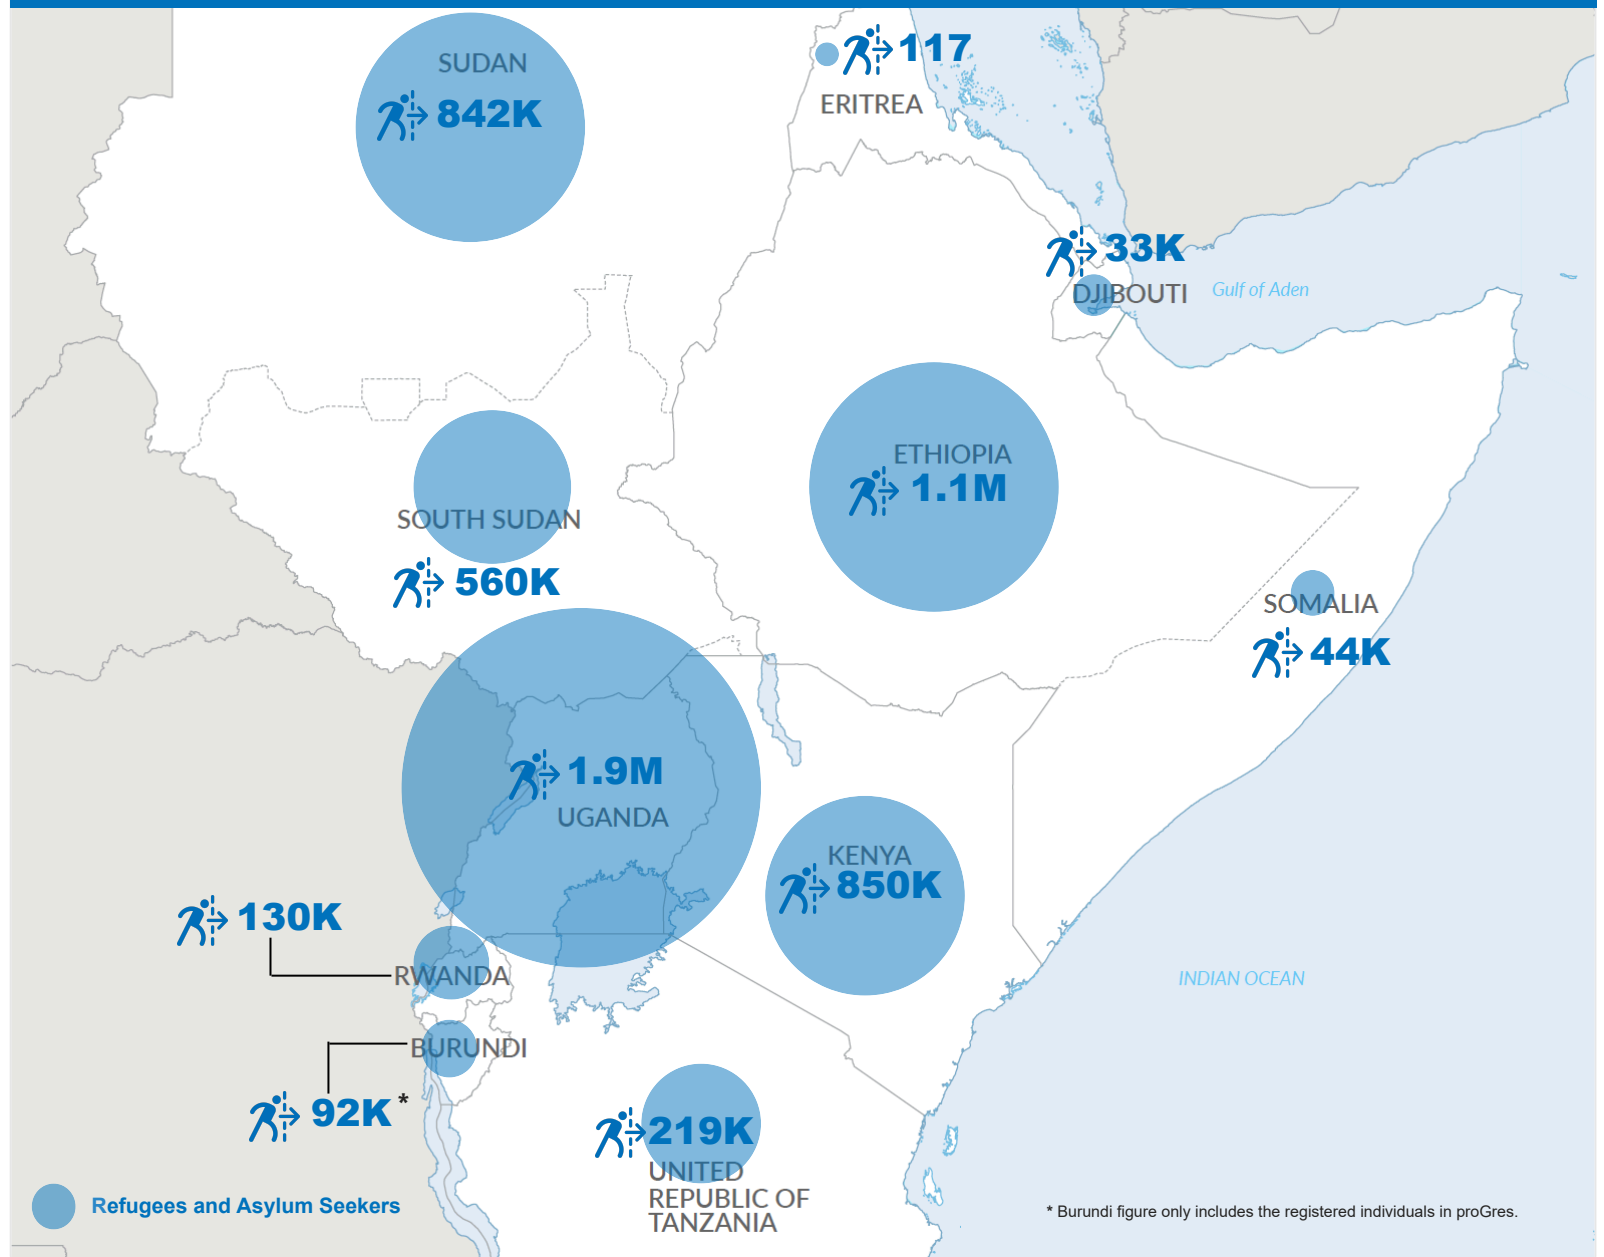 SUDAN
842K
117
ERITREA
33K
DJIBOUTI
Gulf of Aden
ETHIOPIA
1.1M
SOUTH SUDAN
560K
SOMALIA
44K
1.9M
UGANDA
KENYA
850K
130K
RWANDA
INDIAN OCEAN
BURUNDI
92K *
219K
UNITED
REPUBLIC OF
TANZANIA
Refugees and Asylum Seekers
* Burundi figure only includes the registered individuals in proGres.